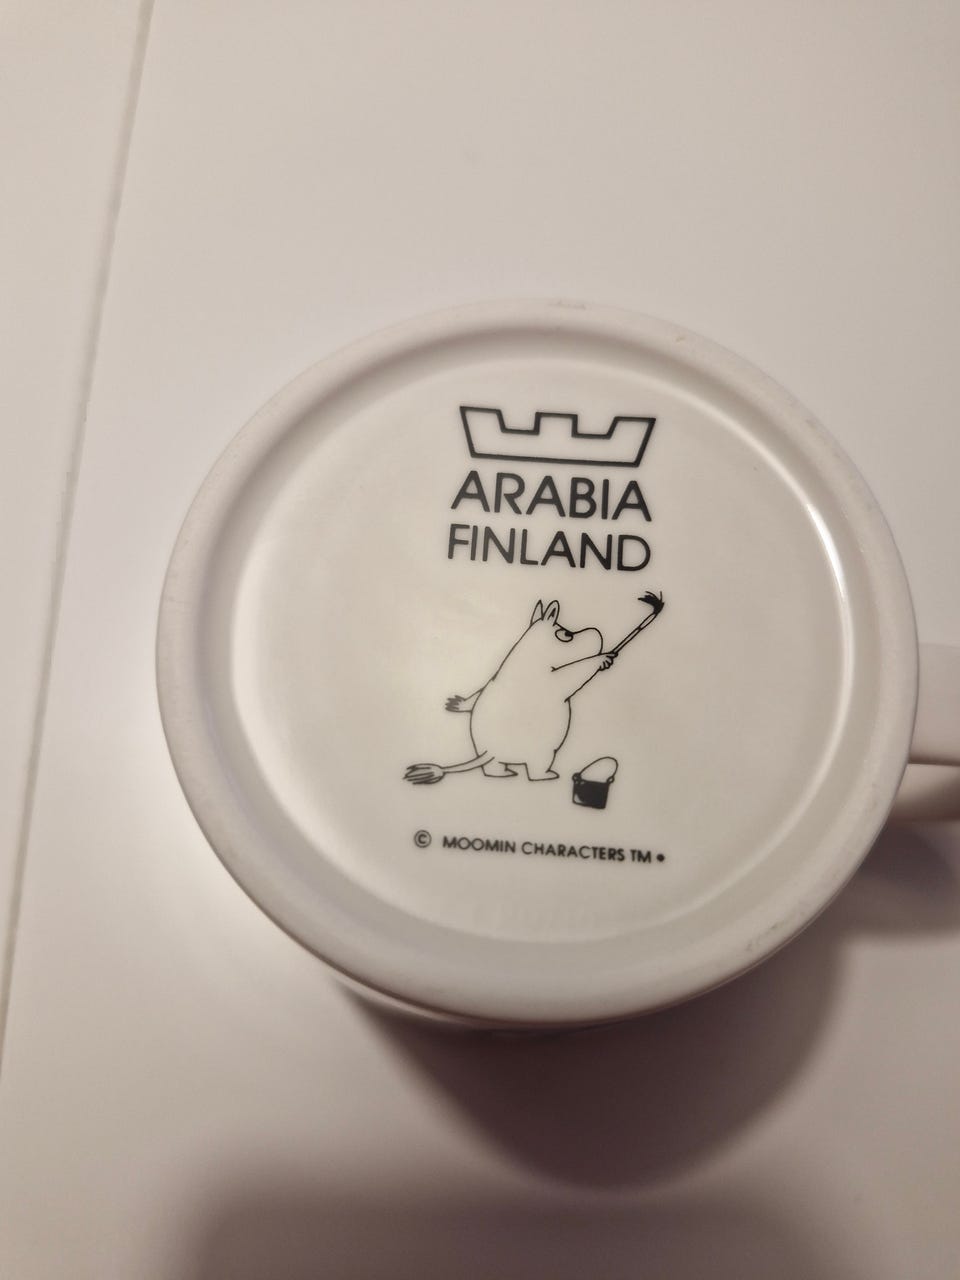 ARABIA
FINLAND
© MOOMIN CHARACTERS TM •